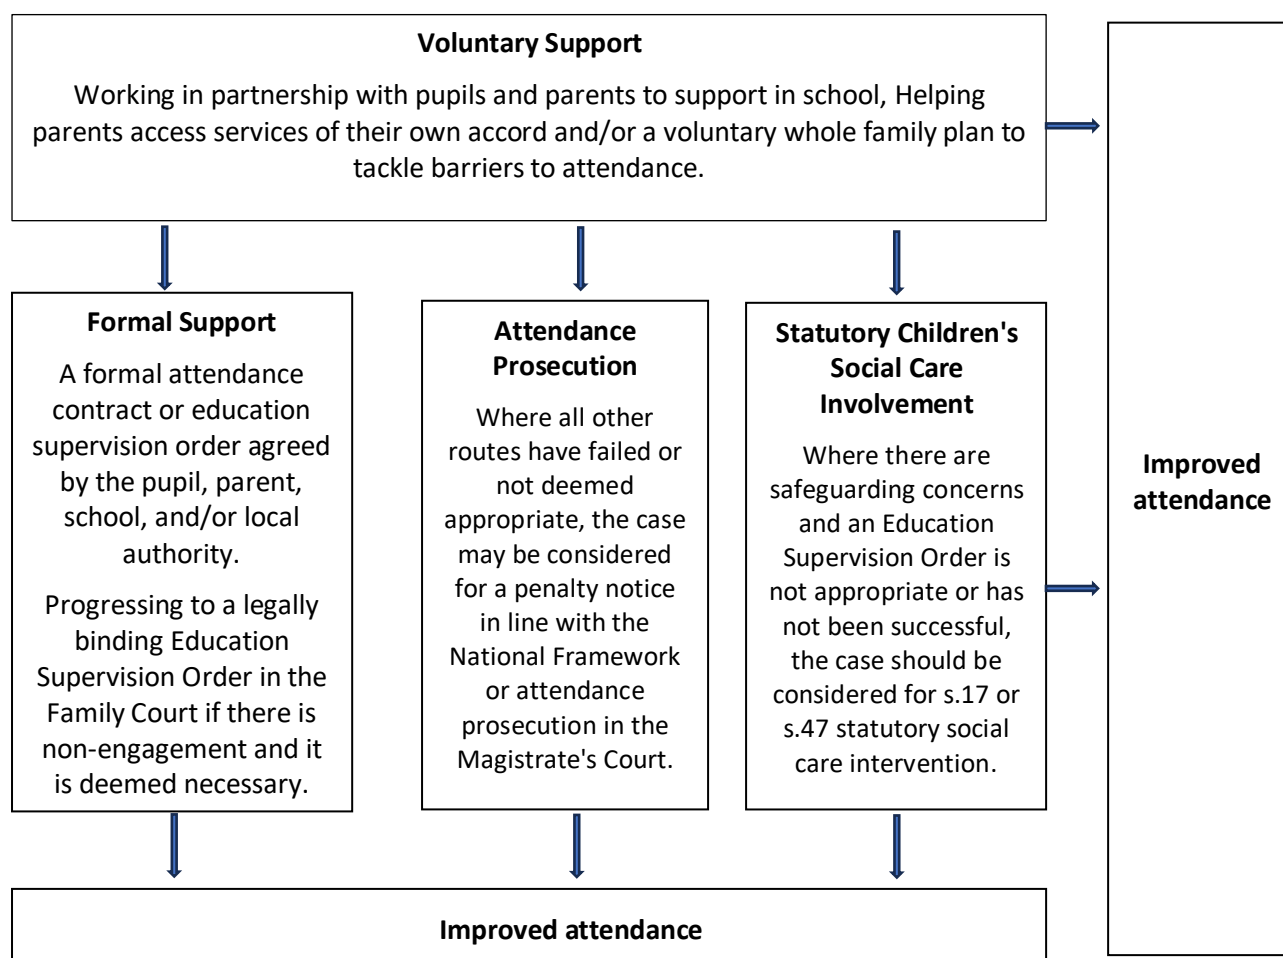 Voluntary Support
Working in partnership with pupils and parents to support in school, Helping
parents access services of their own accord and/or a voluntary whole family plan to
tackle barriers to attendance.
Formal Support
A formal attendance
contract or education
supervision order agreed
by the pupil, parent,
school, and/or local
authority.
Progressing to a legally
binding Education
Supervision Order in the
Family Court if there is
non-engagement and it
is deemed necessary.
Attendance
Prosecution
Where all other
routes have failed or
not deemed
appropriate, the case
may be considered
for a penalty notice
in line with the
National Framework
or attendance
prosecution in the
Magistrate's Court.
Statutory Children's
Social Care
Involvement
Where there are
safeguarding concerns
and an Education
Supervision Order is
not appropriate or has
not been successful,
the case should be
considered for s.17 or
s.47 statutory social
care intervention.
Improved
attendance
Improved attendance